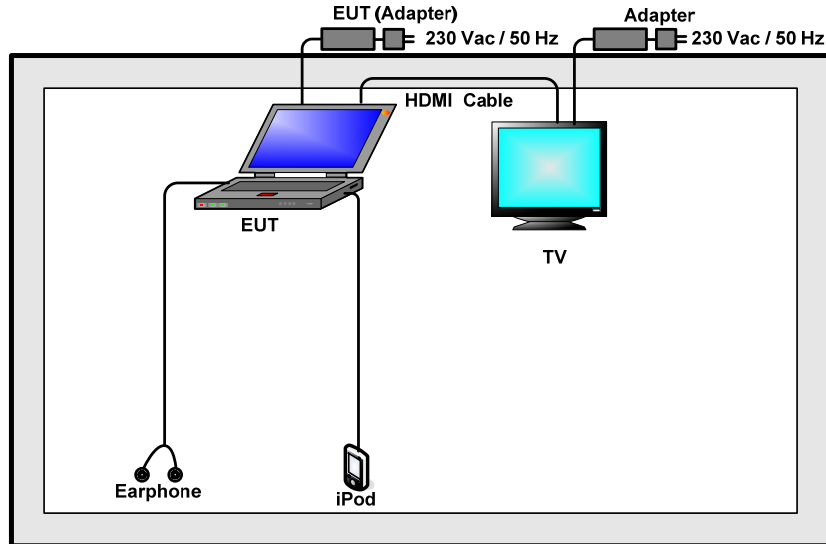 EUT (Adapter)
230 Vac / 50 Hz
Adapter
230 Vac / 50 Hz
HDMI Cable
EUT
TV
Earphone
iPod